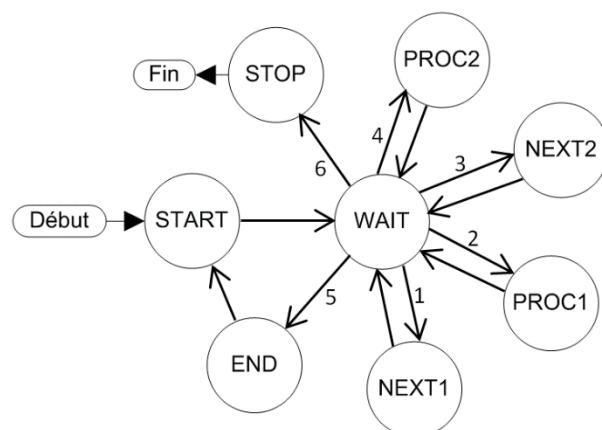 PROC2
Fin
STOP
4
3
NEXT2
6
Début
START
WAIT
2
5
1
PROC1
END
NEXT1